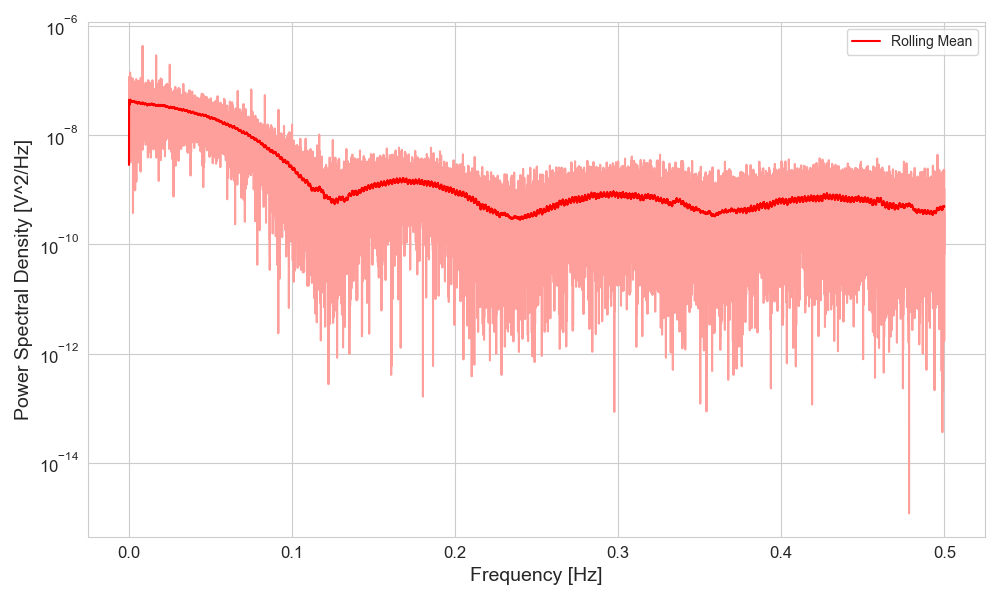 Rolling Mean
Power Spectral Density [V^2/Hz]
10⁻⁶
10⁻⁸
10⁻¹⁰
10⁻¹²
10⁻¹⁴
0.0 0.1 0.2 0.3 0.4 0.5
Frequency [Hz]